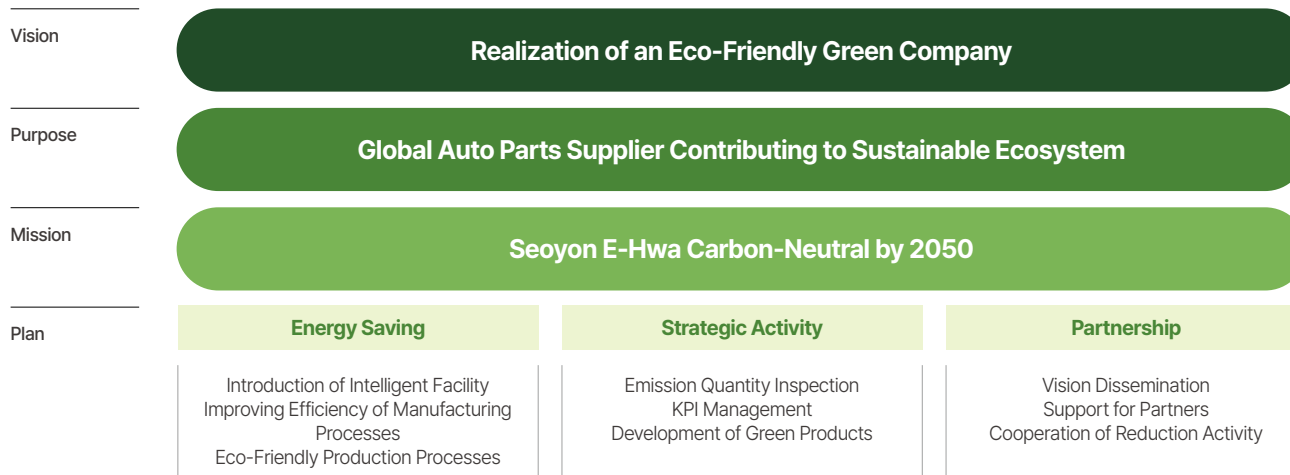 Vision
Realization of an Eco-Friendly Green Company
Purpose
Global Auto Parts Supplier Contributing to Sustainable Ecosystem
Mission
Seoyon E-Hwa Carbon-Neutral by 2050
Plan
Energy Saving
Introduction of Intelligent Facility
Improving Efficiency of Manufacturing
Processes
Eco-Friendly Production Processes
Strategic Activity
Emission Quantity Inspection
KPI Management
Development of Green Products
Partnership
Vision Dissemination
Support for Partners
Cooperation of Reduction Activity